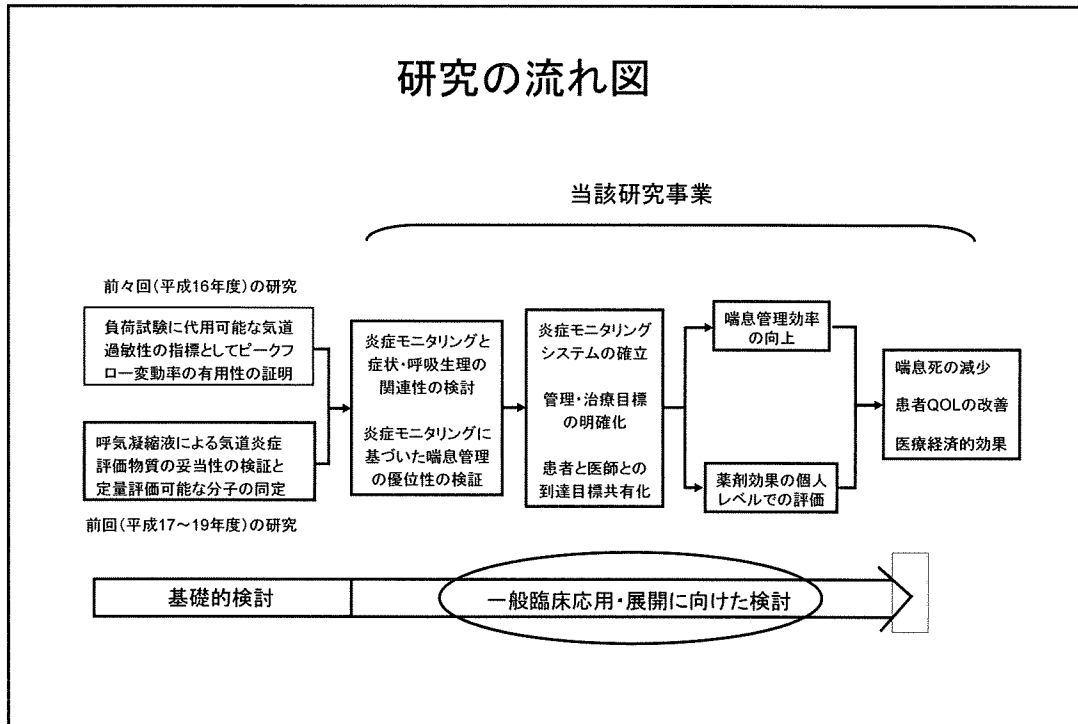 研究の流れ図
当該研究事業
前々回(平成16年度)の研究
負荷試験に代用可能な気道
過敏性の指標としてピークフ
ロー変動率の有用性の証明
呼気凝縮液による気道炎症
評価物質の妥当性の検証と
定量評価可能な分子の同定
前回(平成17~19年度)の研究
炎症モニタリングと
症状・呼吸生理の
関連性の検討
炎症モニタリングに
基づいた喘息管理
の優位性の検証
炎症モニタリング
システムの確立
管理・治療目標
の明確化
患者と医師との
到達目標共有化
喘息管理効率
の向上
薬剤効果の個人
レベルでの評価
喘息死の減少
患者QOLの改善
医療経済的効果
基礎的検討
一般臨床応用・展開に向けた検討